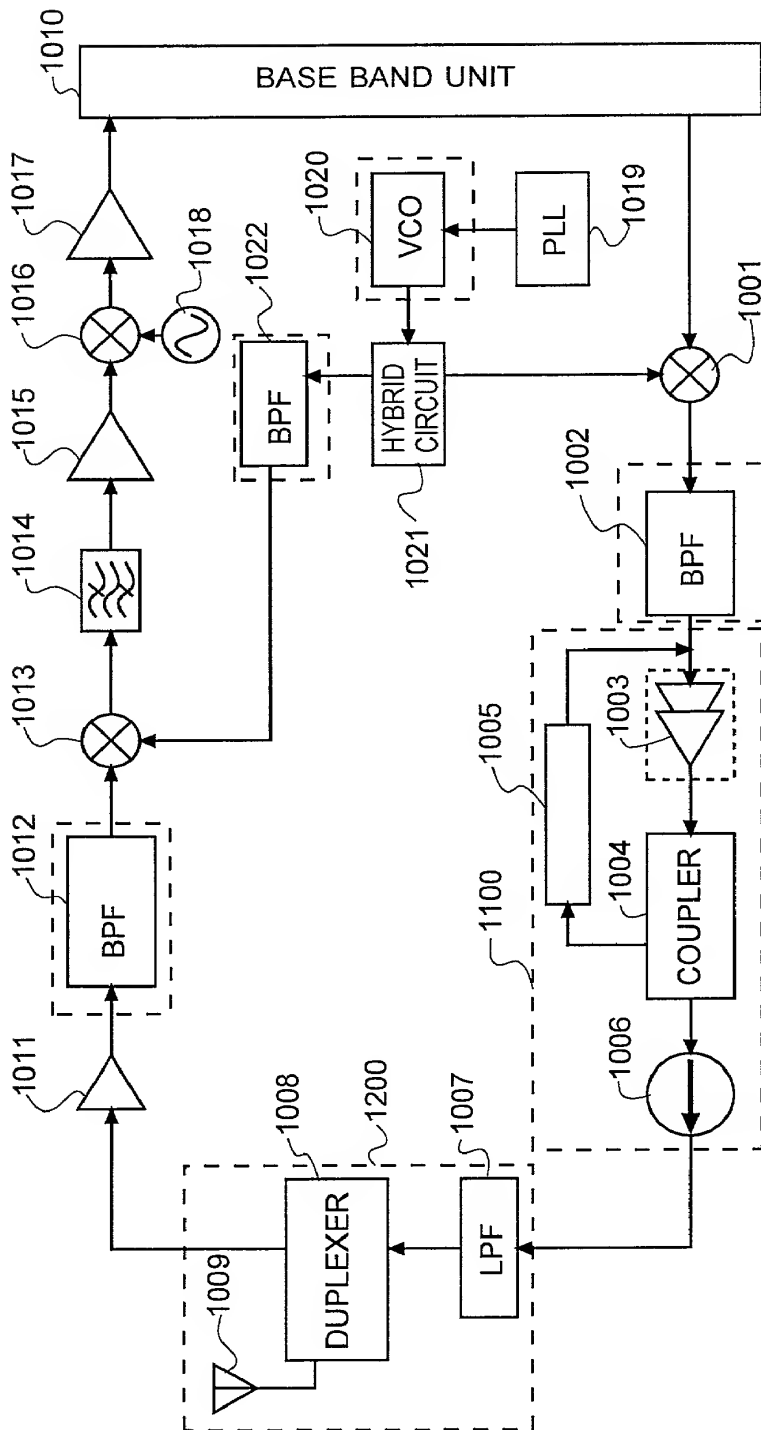 1010
BASE BAND UNIT
1017
1016
1018
1015
1014
1013
1012
BPF
1011
1020
VCO
PLL
1019
1022
BPF
HYBRID
CIRCUIT
1021
1001
1002
BPF
1003
1005
1004
COUPLER
1100
1006
1200
1008
DUPLEXER
1009
1007
LPF